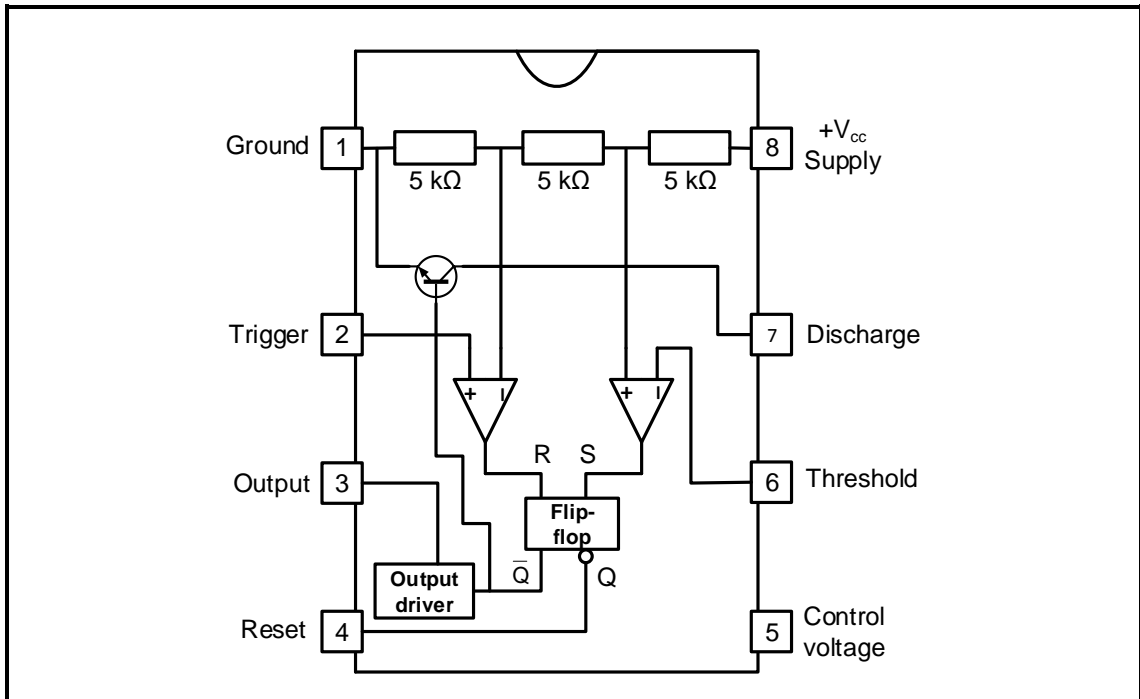 Ground
1
5 kΩ
5 kΩ
5 kΩ
8
+Vcc
Supply
Trigger
2
7
Discharge
+
−
+
−
R
S
Output
3
6
Threshold
Flip-
flop
Q̅
Q
Output
driver
Reset
4
5
Control
voltage